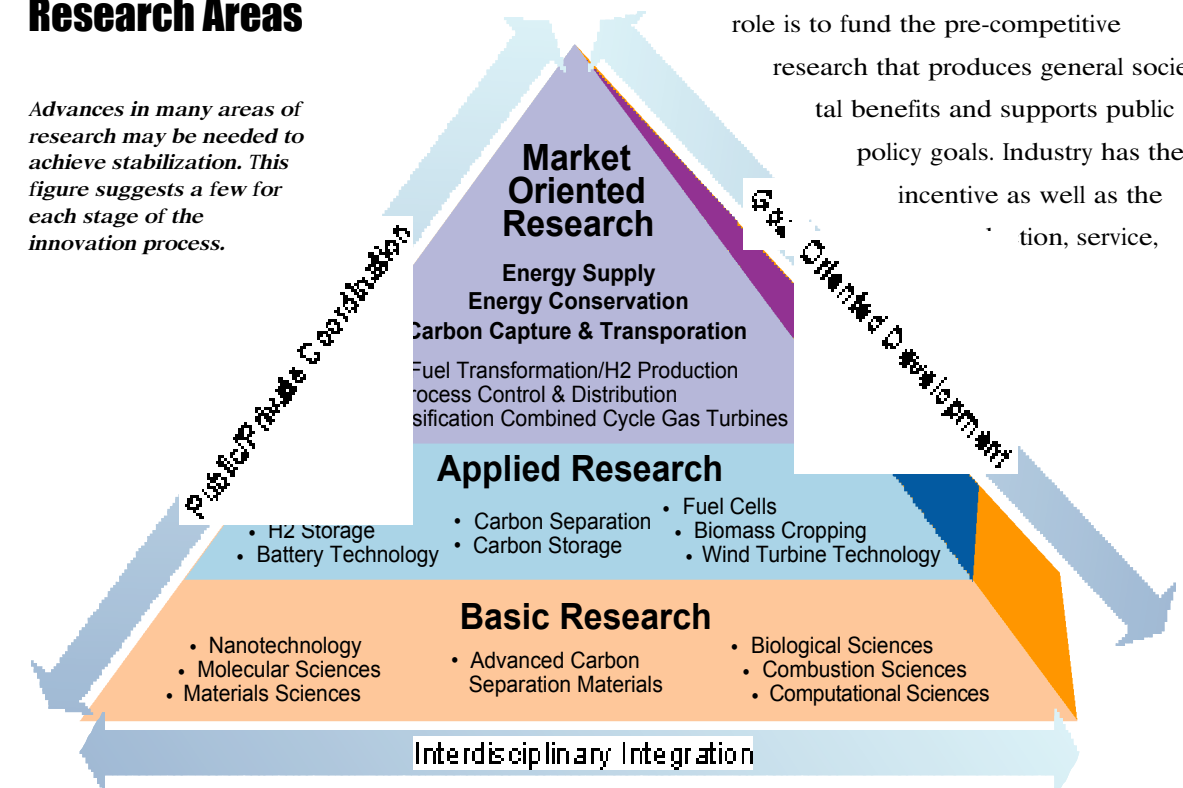 Research Areas
Advances in many areas of
research may be needed to
achieve stabilization. This
figure suggests a few for
each stage of the
innovation process.
role is to fund the pre-competitive
research that produces general socie
tal benefits and supports public
policy goals. Industry has the
incentive as well as the
tion, service,
Market
Oriented
Research
Energy Supply
Energy Conservation
Carbon Capture & Transporation
Fuel Transformation/H2 Production
rocess Control & Distribution
sification Combined Cycle Gas Turbines
Public/Private Coordination
Oriented Development
Applied Research
• H2 Storage
• Battery Technology
• Carbon Separation
• Carbon Storage
• Fuel Cells
• Biomass Cropping
• Wind Turbine Technology
Basic Research
• Nanotechnology
• Molecular Sciences
• Materials Sciences
• Advanced Carbon
Separation Materials
• Biological Sciences
• Combustion Sciences
• Computational Sciences
Interdisciplinary Integration